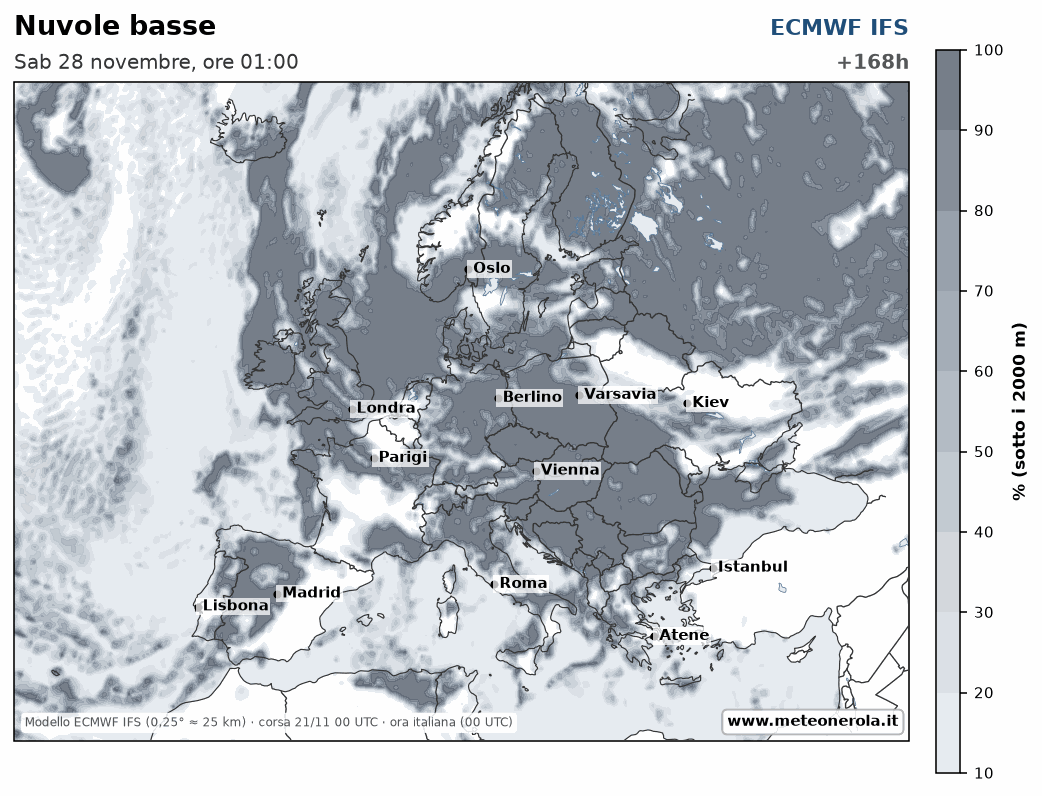 Nuvole basse
ECMWF IFS
Sab 28 novembre, ore 01:00
+168h
100
90
80
70
60
50
40
30
20
10
% (sotto i 2000 m)
Oslo
Berlino
Varsavia
Kiev
Londra
Parigi
Vienna
Istanbul
Roma
Madrid
Lisbona
Atene
Modello ECMWF IFS (0,25° ≈ 25 km) · corsa 21/11 00 UTC · ora italiana (00 UTC)
www.meteonerola.it